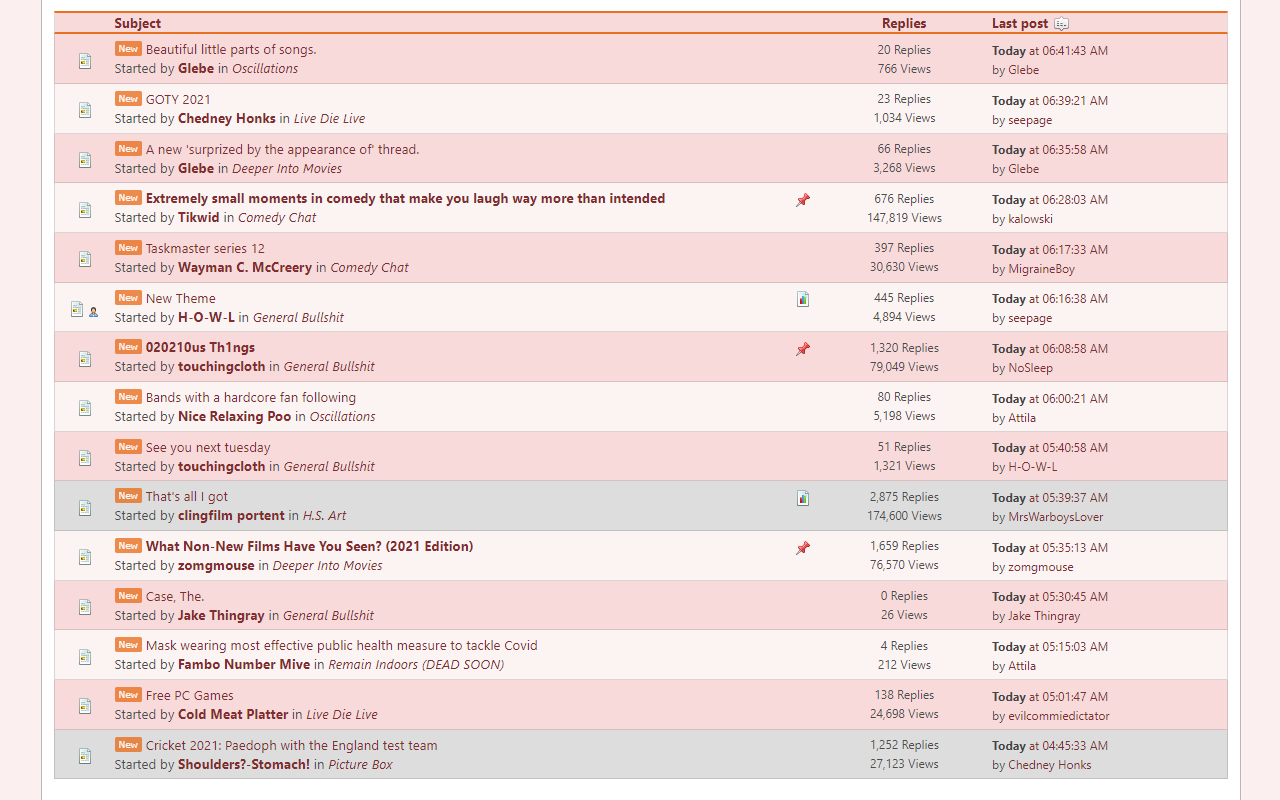 Subject Replies Last post
New Beautiful little parts of songs. 20 Replies Today at 06:41:43 AM
Started by Glebe in Oscillations 766 Views by Glebe
New GOTY 2021 23 Replies Today at 06:39:21 AM
Started by Chedney Honks in Live Die Live 1,034 Views by seepage
New A new 'surprized by the appearance of' thread. 66 Replies Today at 06:35:58 AM
Started by Glebe in Deeper Into Movies 3,268 Views by Glebe
New Extremely small moments in comedy that make you laugh way more than intended 676 Replies Today at 06:28:03 AM
Started by Tikwid in Comedy Chat 147,819 Views by kalowski
New Taskmaster series 12 397 Replies Today at 06:17:33 AM
Started by Wayman C. McCreery in Comedy Chat 30,630 Views by MigraineBoy
New New Theme 445 Replies Today at 06:16:38 AM
Started by H-O-W-L in General Bullshit 4,894 Views by seepage
New 020210us Th1ngs 1,320 Replies Today at 06:08:58 AM
Started by touchingcloth in General Bullshit 79,049 Views by NoSleep
New Bands with a hardcore fan following 80 Replies Today at 06:00:21 AM
Started by Nice Relaxing Poo in Oscillations 5,198 Views by Attila
New See you next tuesday 51 Replies Today at 05:40:58 AM
Started by touchingcloth in General Bullshit 1,321 Views by H-O-W-L
New That's all I got 2,875 Replies Today at 05:39:37 AM
Started by clingfilm portent in H.S. Art 174,600 Views by MrsWarboysLover
New What Non-New Films Have You Seen? (2021 Edition) 1,659 Replies Today at 05:35:13 AM
Started by zomgmouse in Deeper Into Movies 76,570 Views by zomgmouse
New Case, The. 0 Replies Today at 05:30:45 AM
Started by Jake Thingray in General Bullshit 26 Views by Jake Thingray
New Mask wearing most effective public health measure to tackle Covid 4 Replies Today at 05:15:03 AM
Started by Fambo Number Mive in Remain Indoors (DEAD SOON) 212 Views by Attila
New Free PC Games 138 Replies Today at 05:01:47 AM
Started by Cold Meat Platter in Live Die Live 24,698 Views by evilcommiedictator
New Cricket 2021: Paedoph with the England test team 1,252 Replies Today at 04:45:33 AM
Started by Shoulders?-Stomach! in Picture Box 27,123 Views by Chedney Honks